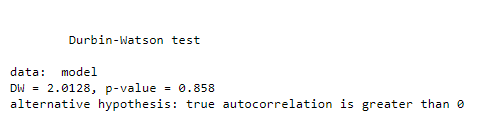 Durbin-Watson test
data:  model
DW = 2.0128, p-value = 0.858
alternative hypothesis: true autocorrelation is greater than 0